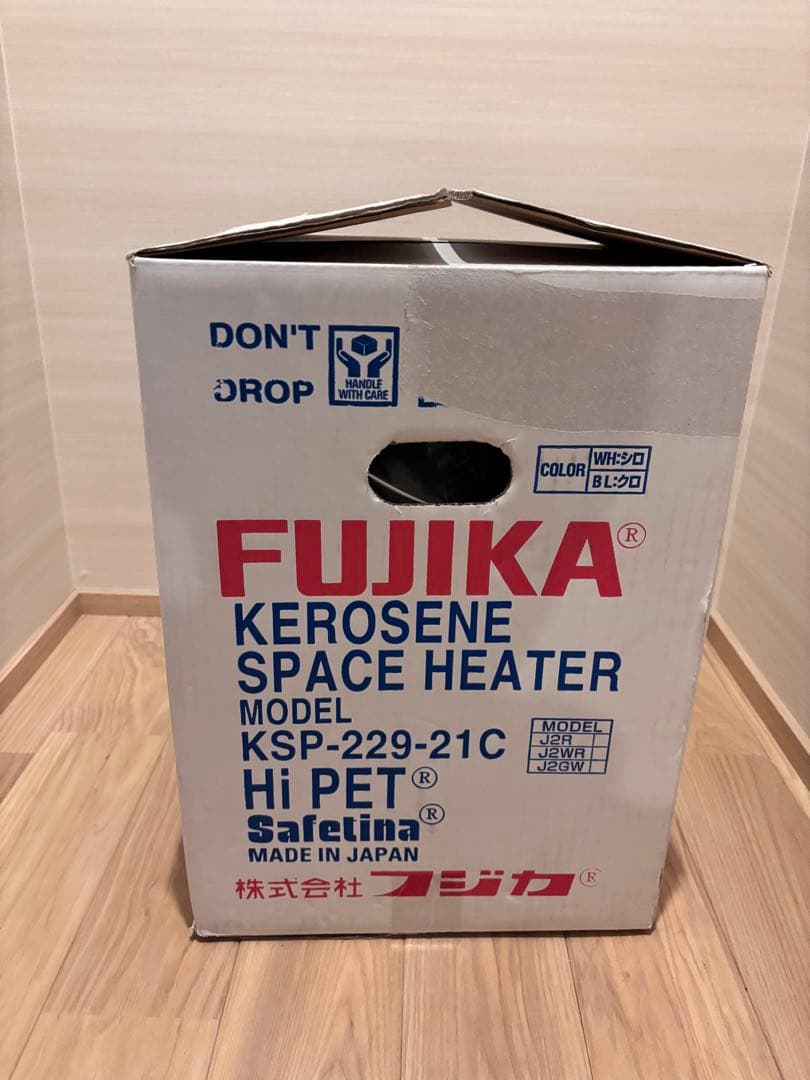 DON'T
DROP
HANDLE
WITH CARE
COLOR WH:シロ
BL:クロ
FUJIKA®
KEROSENE
SPACE HEATER
MODEL
KSP-229-21C
MODEL
J2R
J2WR
J2GW
Hi PET®
Safetina®
MADE IN JAPAN
株式会社 フジカ®